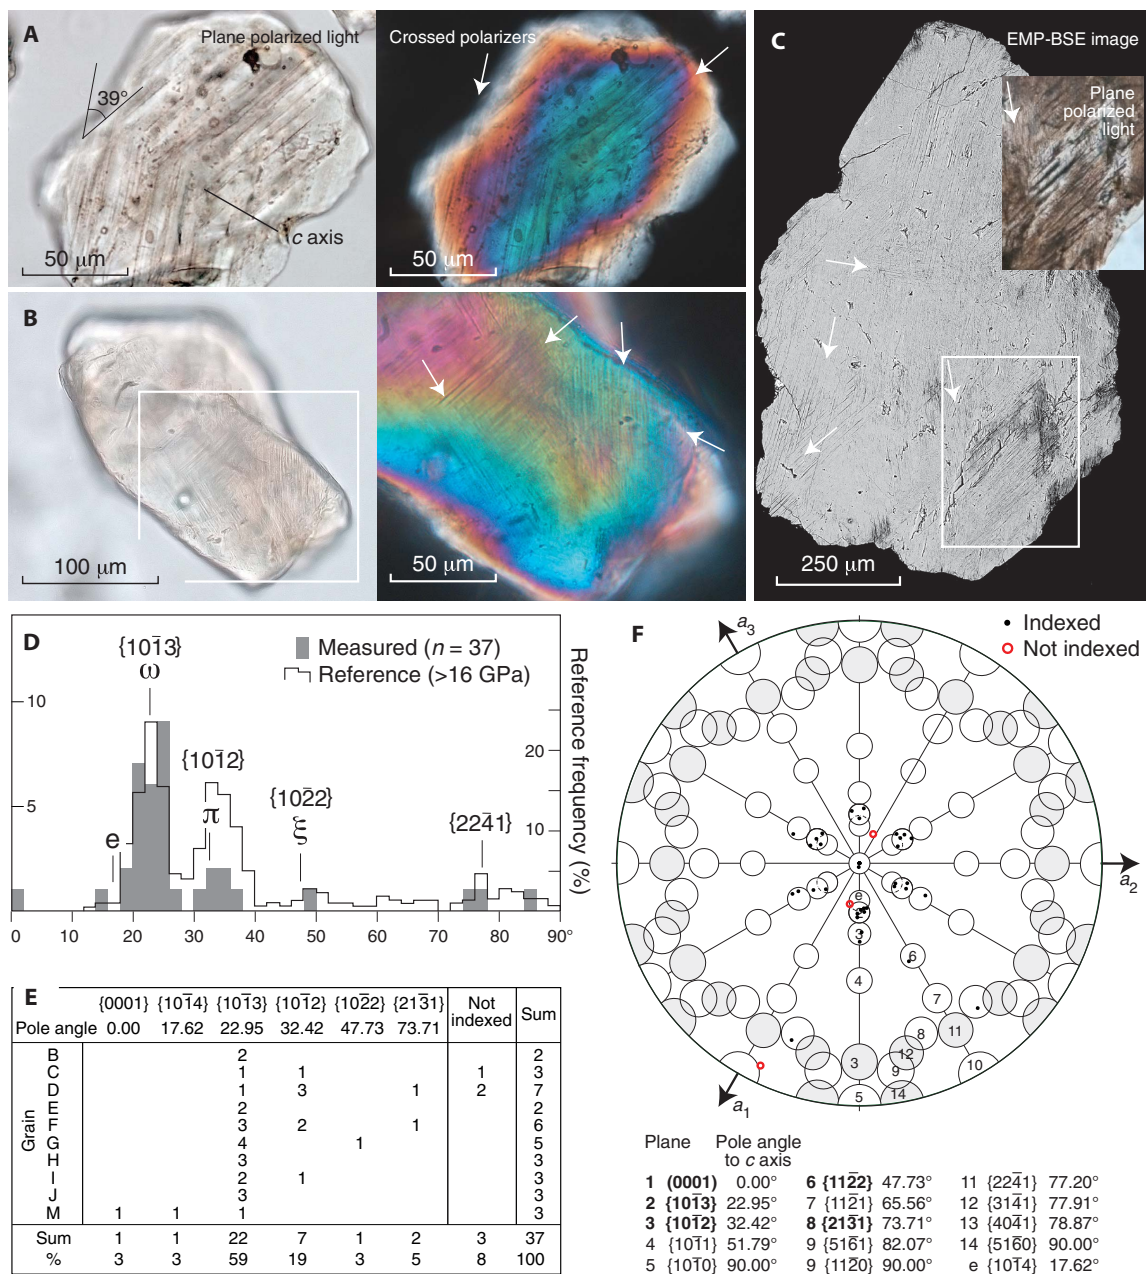 A
Plane polarized light
39°
c axis
50 μm
Crossed polarizers
50 μm
B
100 μm
50 μm
C
EMP-BSE image
Plane
polarized
light
250 μm
D
{101̅3}
ω
Measured (n = 37)
Reference (>16 GPa)
{101̅2}
π
{102̅2}
ξ
{224̅1}
e
10
5
20
10
Reference frequency (%)
0 10 20 30 40 50 60 70 80 90°
E
{0001} {101̅4} {101̅3} {101̅2} {102̅2} {213̅1} Not indexed Sum
Pole angle 0.00 17.62 22.95 32.42 47.73 73.71
Grain
B 2 2
C 1 1 1 3
D 1 3 1 2 7
E 2 2
F 3 2 1 6
G 4 1 5
H 3 3
I 2 1 3
J 3 3
M 1 1 1 3
Sum 1 1 22 7 1 2 3 37
% 3 3 59 19 3 5 8 100
F
Indexed
Not indexed
a3
a2
a1
e
3
4
6
7
8
11
12
3
9
10
5
14
Plane Pole angle to c axis
1 (0001) 0.00° 6 {112̅2} 47.73° 11 {224̅1} 77.20°
2 {101̅3} 22.95° 7 {112̅1} 65.56° 12 {314̅1} 77.91°
3 {101̅2} 32.42° 8 {213̅1} 73.71° 13 {404̅1} 78.87°
4 {101̅1} 51.79° 9 {516̅1} 82.07° 14 {516̅0} 90.00°
5 {101̅0} 90.00° 9 {112̅0} 90.00° e {101̅4} 17.62°